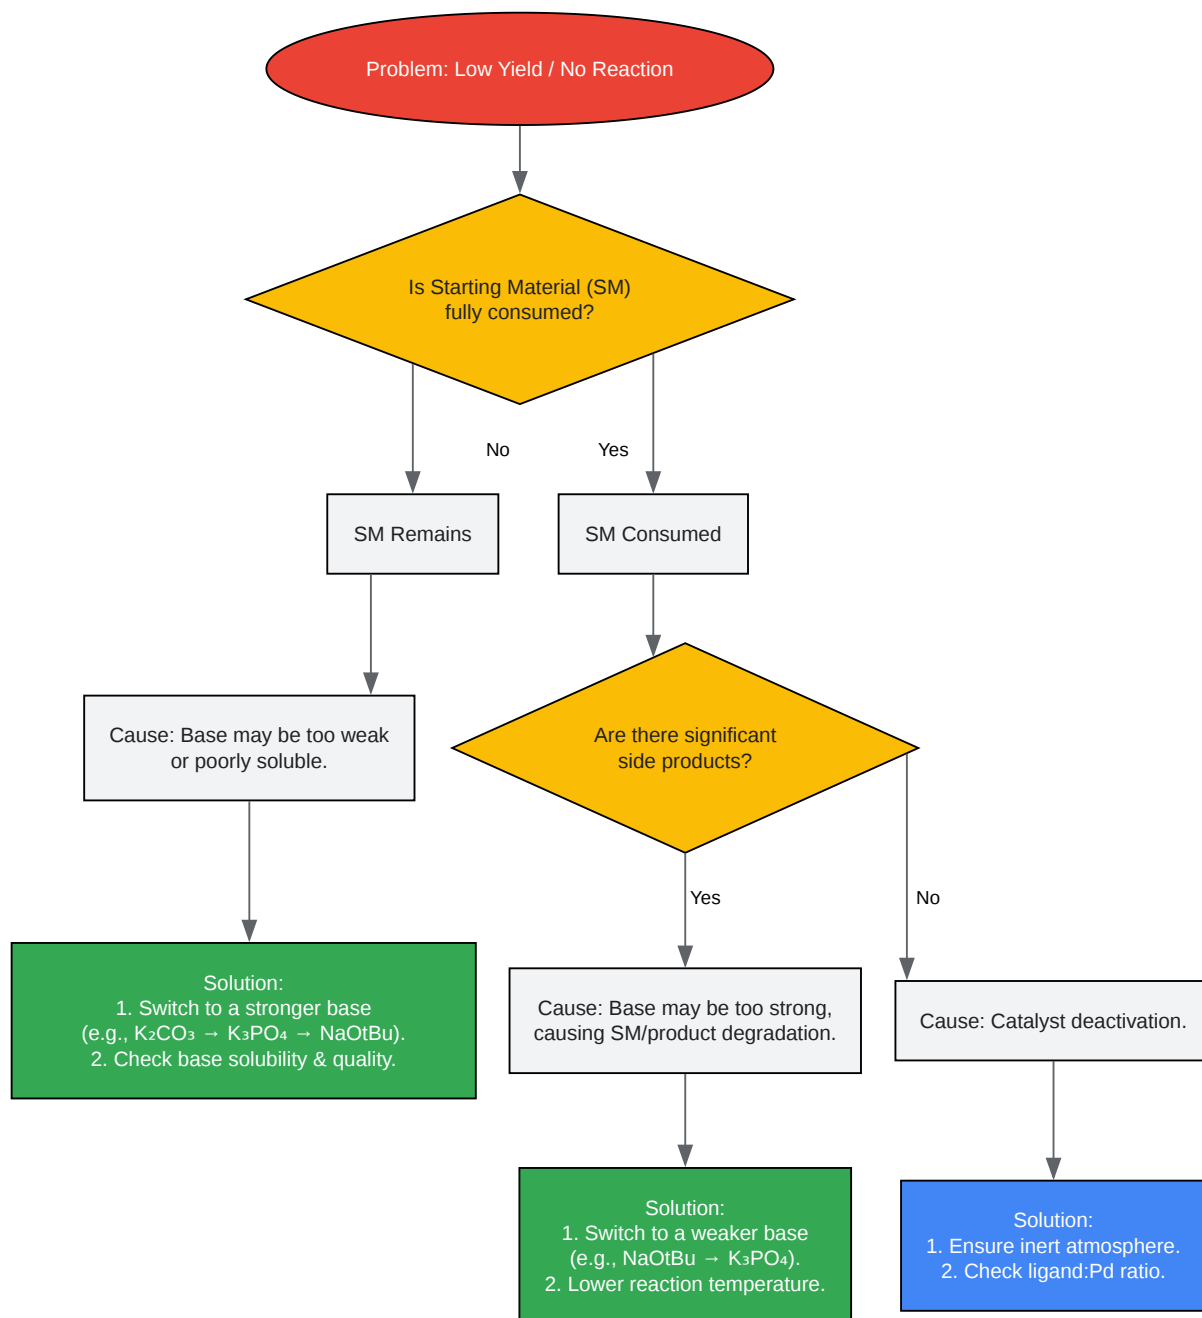 Problem: Low Yield / No Reaction
Is Starting Material (SM)
fully consumed?
No
Yes
SM Remains
SM Consumed
Cause: Base may be too weak
or poorly soluble.
Are there significant
side products?
Yes
No
Solution:
1. Switch to a stronger base
(e.g., K₂CO₃ → K₃PO₄ → NaOtBu).
2. Check base solubility & quality.
Cause: Base may be too strong,
causing SM/product degradation.
Cause: Catalyst deactivation.
Solution:
1. Switch to a weaker base
(e.g., NaOtBu → K₃PO₄).
2. Lower reaction temperature.
Solution:
1. Ensure inert atmosphere.
2. Check ligand:Pd ratio.